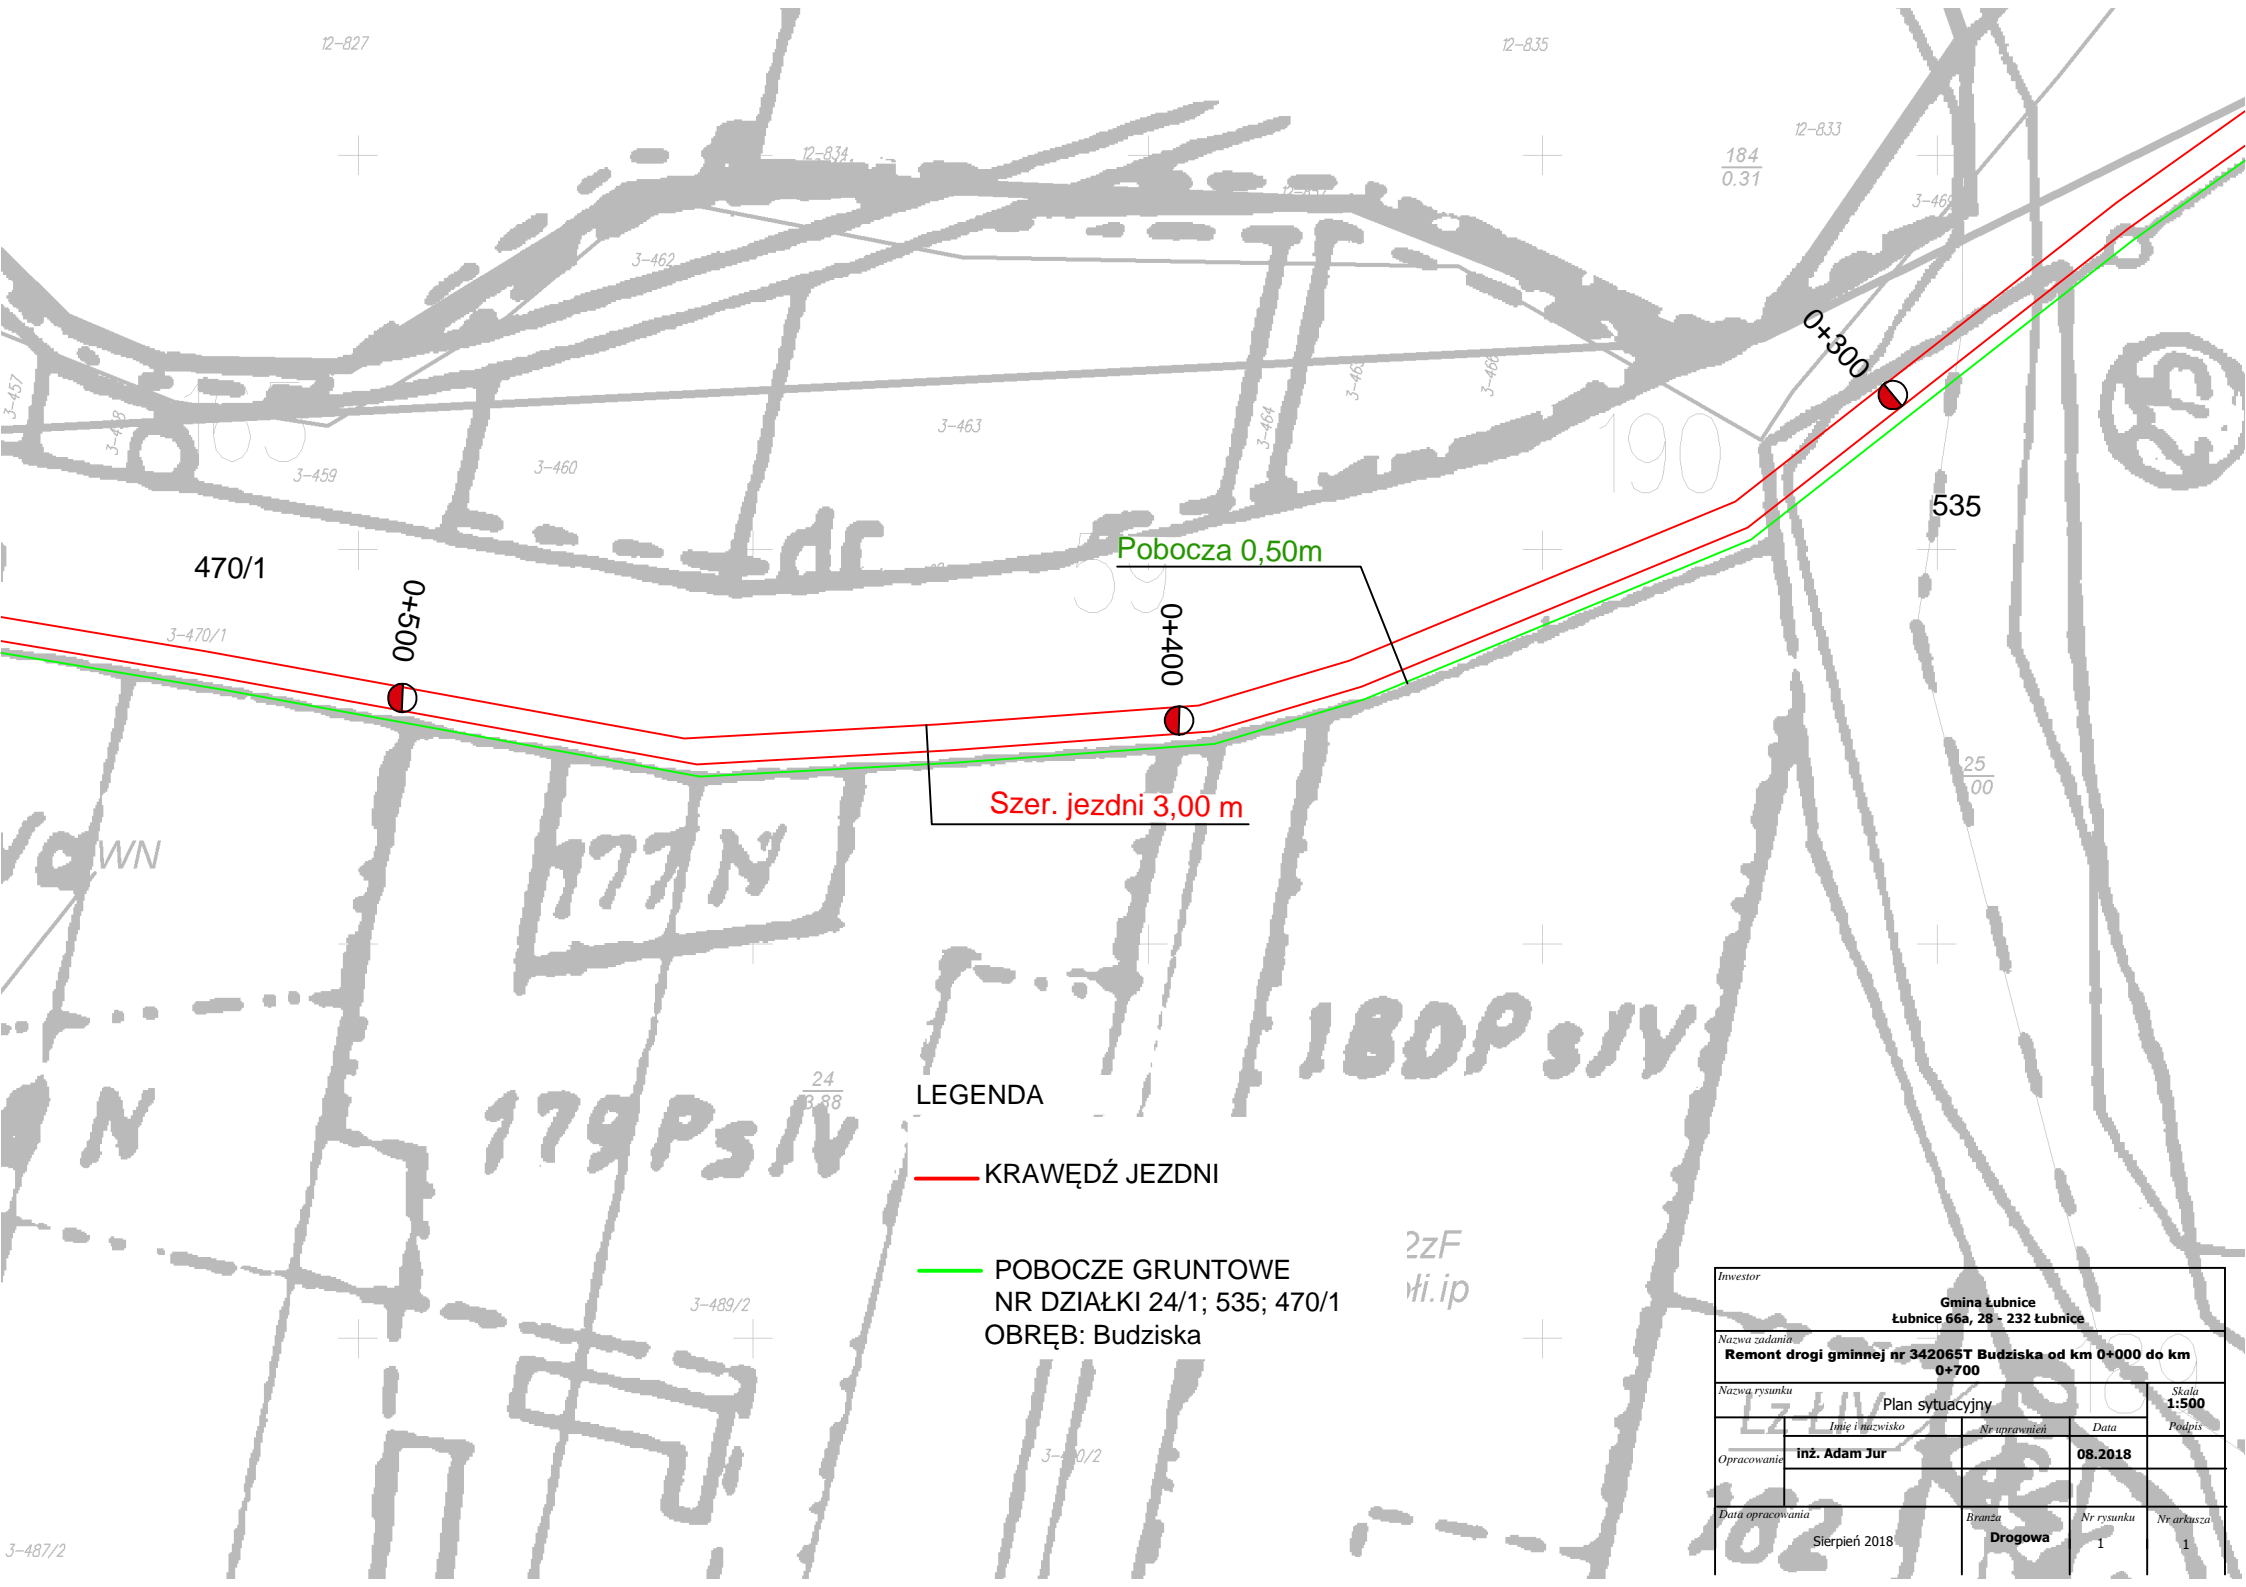 12-827
12-835
12-833
12-834
184
0.31
3-462
3-457
3-463
3-464
3-460
3-459
190
0+300
535
470/1
dr
59
Pobocza 0,50m
0+500
0+400
3-470/1
Szer. jezdni 3,00 m
25
WN
177 N
N
179PsIV
24
3.88
180PsIV
LEGENDA
KRAWĘDŹ JEZDNI
POBOCZE GRUNTOWE
NR DZIAŁKI 24/1; 535; 470/1
OBRĘB: Budziska
3-489/2
3-487/2
Inwestor
Gmina Łubnice
Łubnice 66a, 28 - 232 Łubnice
Nazwa zadania
Remont drogi gminnej nr 342065T Budziska od km 0+000 do km
0+700
Nazwa rysunku
Plan sytuacyjny
Skala
1:500
Lz-ŁIV
Imię i nazwisko
Nr uprawnień
Data
Podpis
Opracowanie
inż. Adam Jur
08.2018
Data opracowania
Sierpień 2018
Branża
Drogowa
Nr rysunku
1
Nr arkusza
1